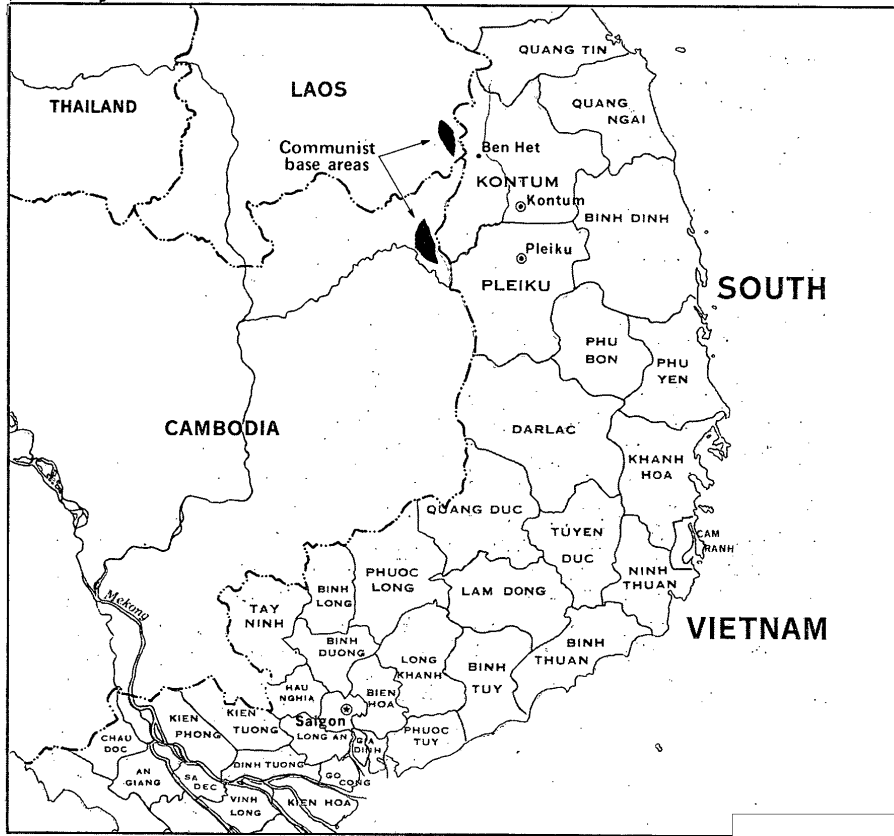 QUANG TIN
THAILAND
LAOS
QUANG
NGAI
Communist
base areas
Ben Het
KONTUM
Kontum
BINH DINH
Pleiku
PLEIKU
SOUTH
PHU
BON
PHU
YEN
CAMBODIA
DARLAC
KHANH
HOA
QUANG DUC
TUYEN
DUC
CAM
RANH
NINH
THUAN
PHUOC
LONG
BINH
LONG
LAM DONG
TAY
NINH
Mekong
VIETNAM
BINH
DUONG
LONG
KHANH
BINH
TUY
BINH
THUAN
HAU
NGHIA
BIEN
HOA
Saigon
KIEN
PHONG
KIEN
TUONG
LONG AN
GIA
DINH
PHUOC
TUY
CHAU
DOC
AN
GIANG
SA
DEC
DINH TUONG
GO
CONG
VINH
LONG
KIEN HOA